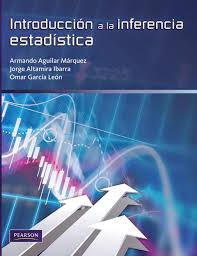 Introducción a la Inferencia
estadística
Armando Aguilar Márquez
Jorge Altamira Ibarra
Omar García León
PEARSON